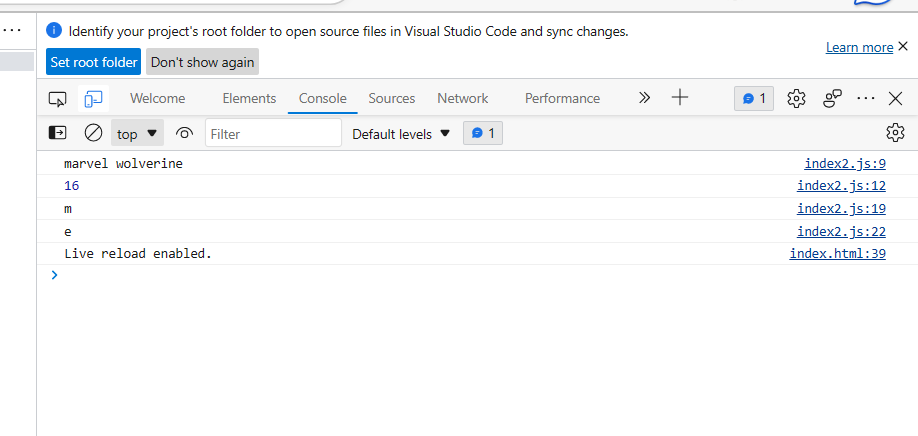 Identify your project's root folder to open source files in Visual Studio Code and sync changes.
Learn more
Set root folder Don't show again
Welcome Elements Console Sources Network Performance 1
top Filter Default levels 1
marvel wolverine index2.js:9
16 index2.js:12
m index2.js:19
e index2.js:22
Live reload enabled. index.html:39